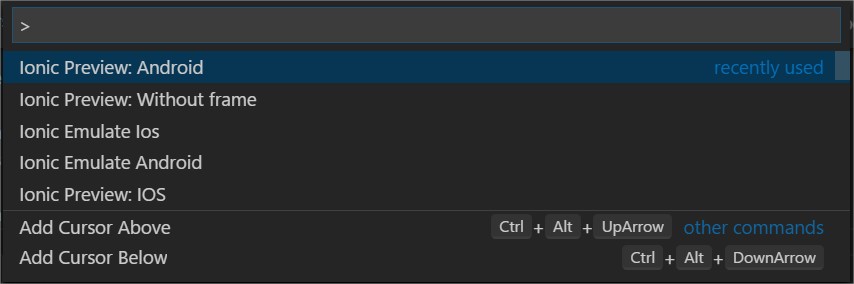 >
Ionic Preview: Android recently used
Ionic Preview: Without frame
Ionic Emulate Ios
Ionic Emulate Android
Ionic Preview: IOS
Add Cursor Above Ctrl + Alt + UpArrow other commands
Add Cursor Below Ctrl + Alt + DownArrow